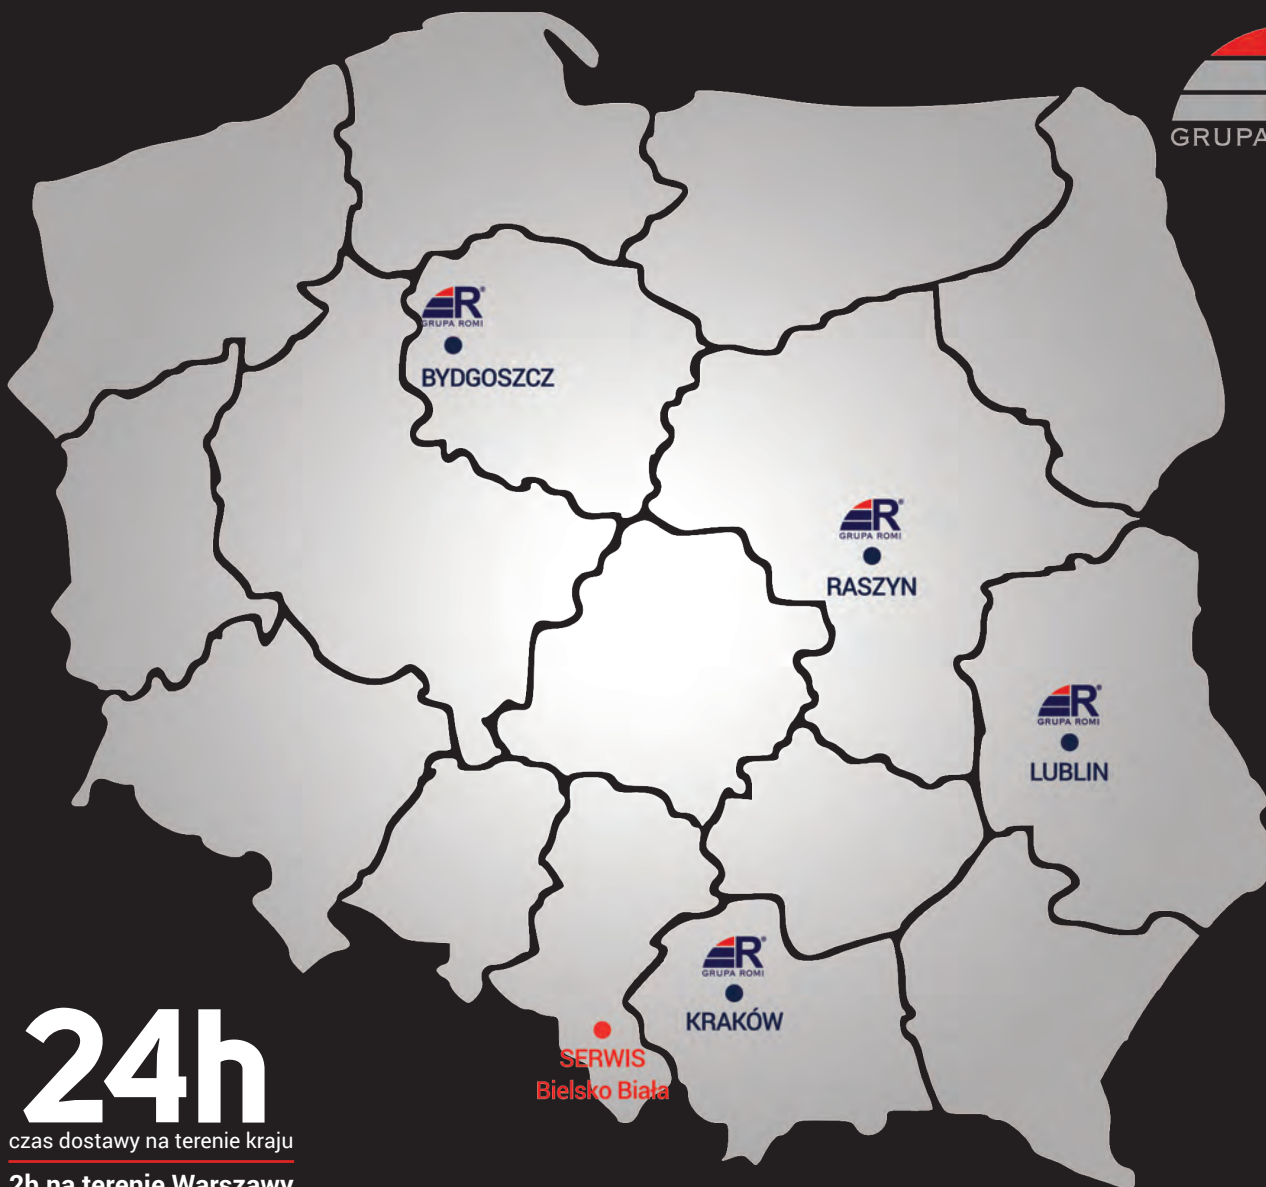 GRUPA
R®
GRUPA ROMI
BYDGOSZCZ
R®
GRUPA ROMI
RASZYN
R®
GRUPA ROMI
LUBLIN
R®
GRUPA ROMI
KRAKÓW
SERWIS
Bielsko Biała
24h
czas dostawy na terenie kraju
2h na terenie Warszawy